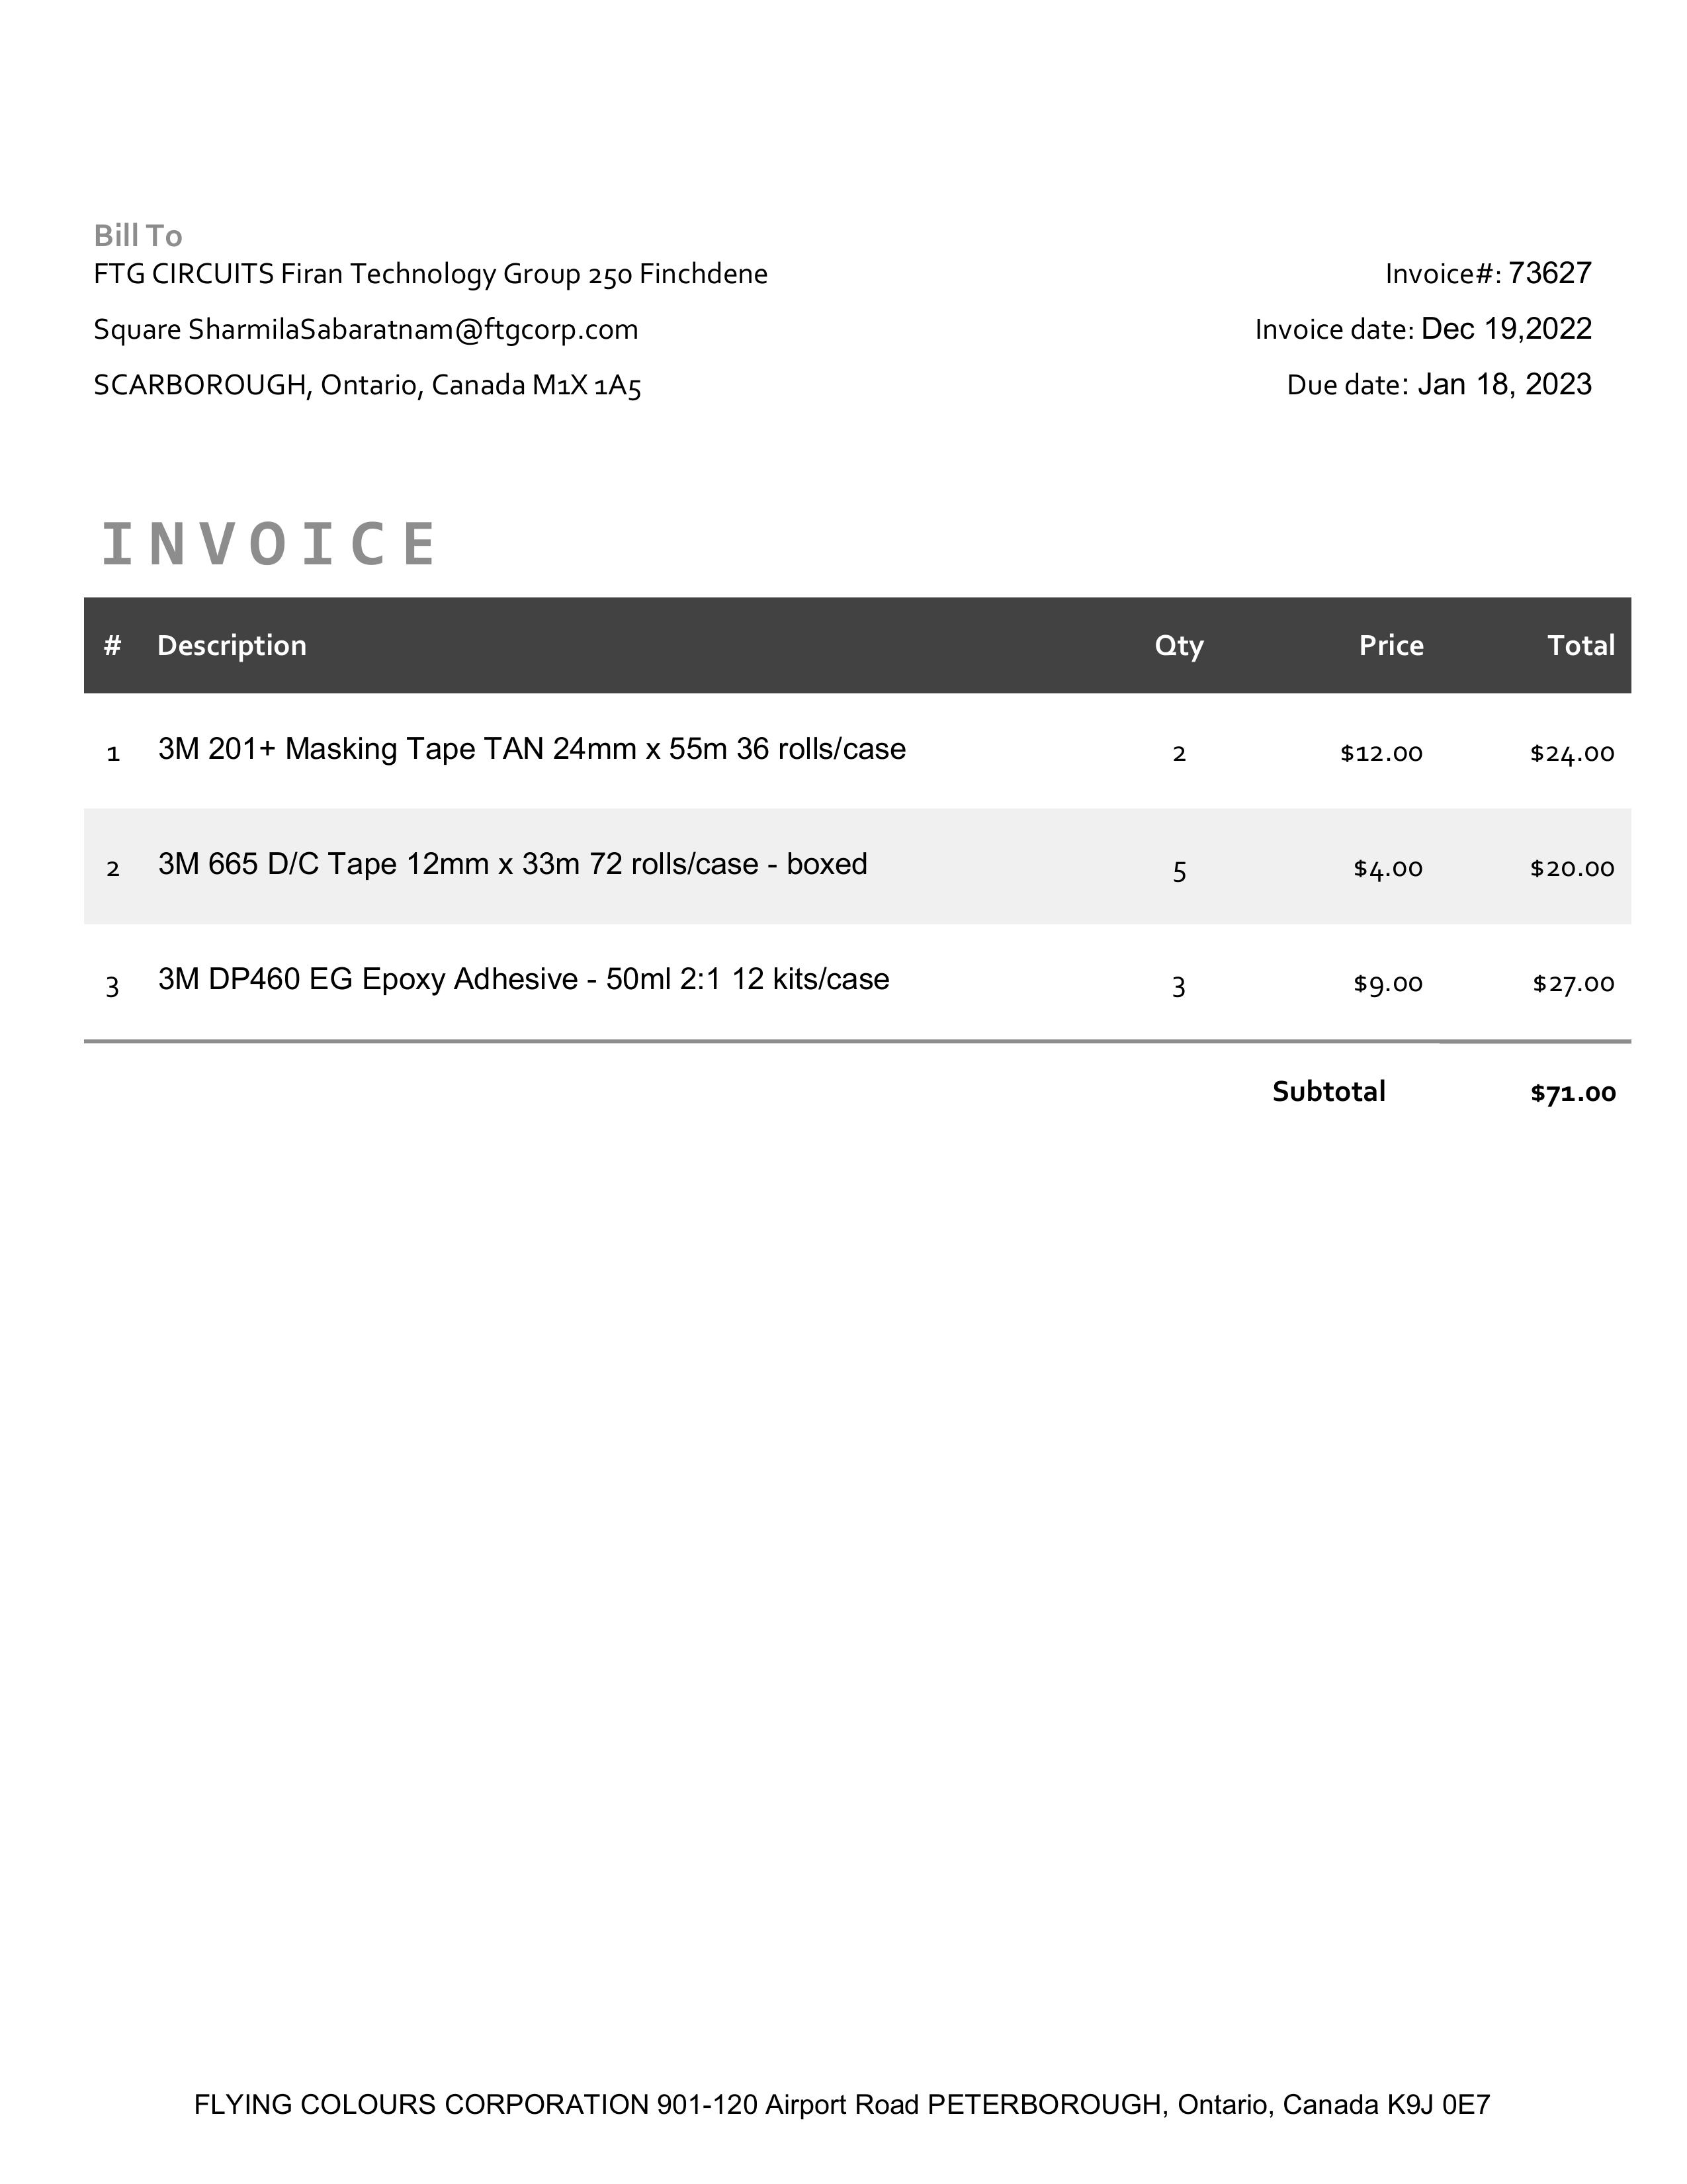 Bill To
FTG CIRCUITS Firan Technology Group 250 Finchdene
Square SharmilaSabaratnam@ftgcorp.com
SCARBOROUGH, Ontario, Canada M1X 1A5
Invoice#: 73627
Invoice date: Dec 19,2022
Due date: Jan 18, 2023
INVOICE
# Description Qty Price Total
1 3M 201+ Masking Tape TAN 24mm x 55m 36 rolls/case 2 $12.00 $24.00
2 3M 665 D/C Tape 12mm x 33m 72 rolls/case - boxed 5 $4.00 $20.00
3 3M DP460 EG Epoxy Adhesive - 50ml 2:1 12 kits/case 3 $9.00 $27.00
Subtotal $71.00
FLYING COLOURS CORPORATION 901-120 Airport Road PETERBOROUGH, Ontario, Canada K9J 0E7